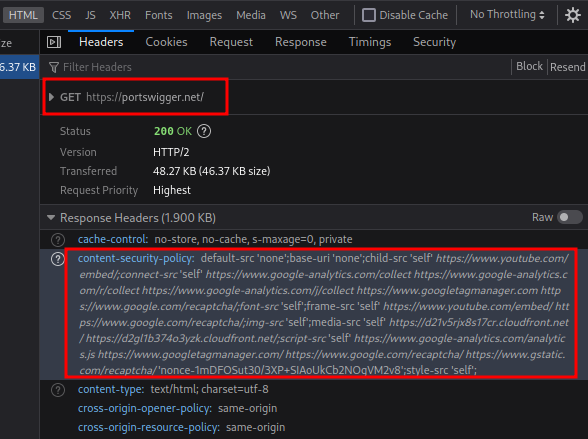 HTML CSS JS XHR Fonts Images Media WS Other Disable Cache No Throttling
ze Headers Cookies Request Response Timings Security
6.37 KB Filter Headers Block Resend
GET https://portswigger.net/
Status 200 OK ?
Version HTTP/2
Transferred 48.27 KB (46.37 KB size)
Request Priority Highest
Response Headers (1.900 KB) Raw
? cache-control: no-store, no-cache, s-maxage=0, private
? content-security-policy: default-src 'none';base-uri 'none';child-src 'self' https://www.youtube.com/
embed/;connect-src 'self' https://www.google-analytics.com/collect https://www.google-analytics.co
m/r/collect https://www.google-analytics.com/j/collect https://www.googletagmanager.com http
s://www.google.com/recaptcha/;font-src 'self';frame-src 'self' https://www.youtube.com/embed/ ht
tps://www.google.com/recaptcha/;img-src 'self';media-src 'self' https://d21v5rjx8s17cr.cloudfront.net
/ https://d2gl1b374o3yzk.cloudfront.net/;script-src 'self' https://www.google-analytics.com/analytic
s.js https://www.googletagmanager.com/ https://www.google.com/recaptcha/ https://www.gstatic.
com/recaptcha/ 'nonce-1mDFOSut30/3XP+SIAoUkCb2NOgVM2v8';style-src 'self';
? content-type: text/html; charset=utf-8
cross-origin-opener-policy: same-origin
cross-origin-resource-policy: same-origin